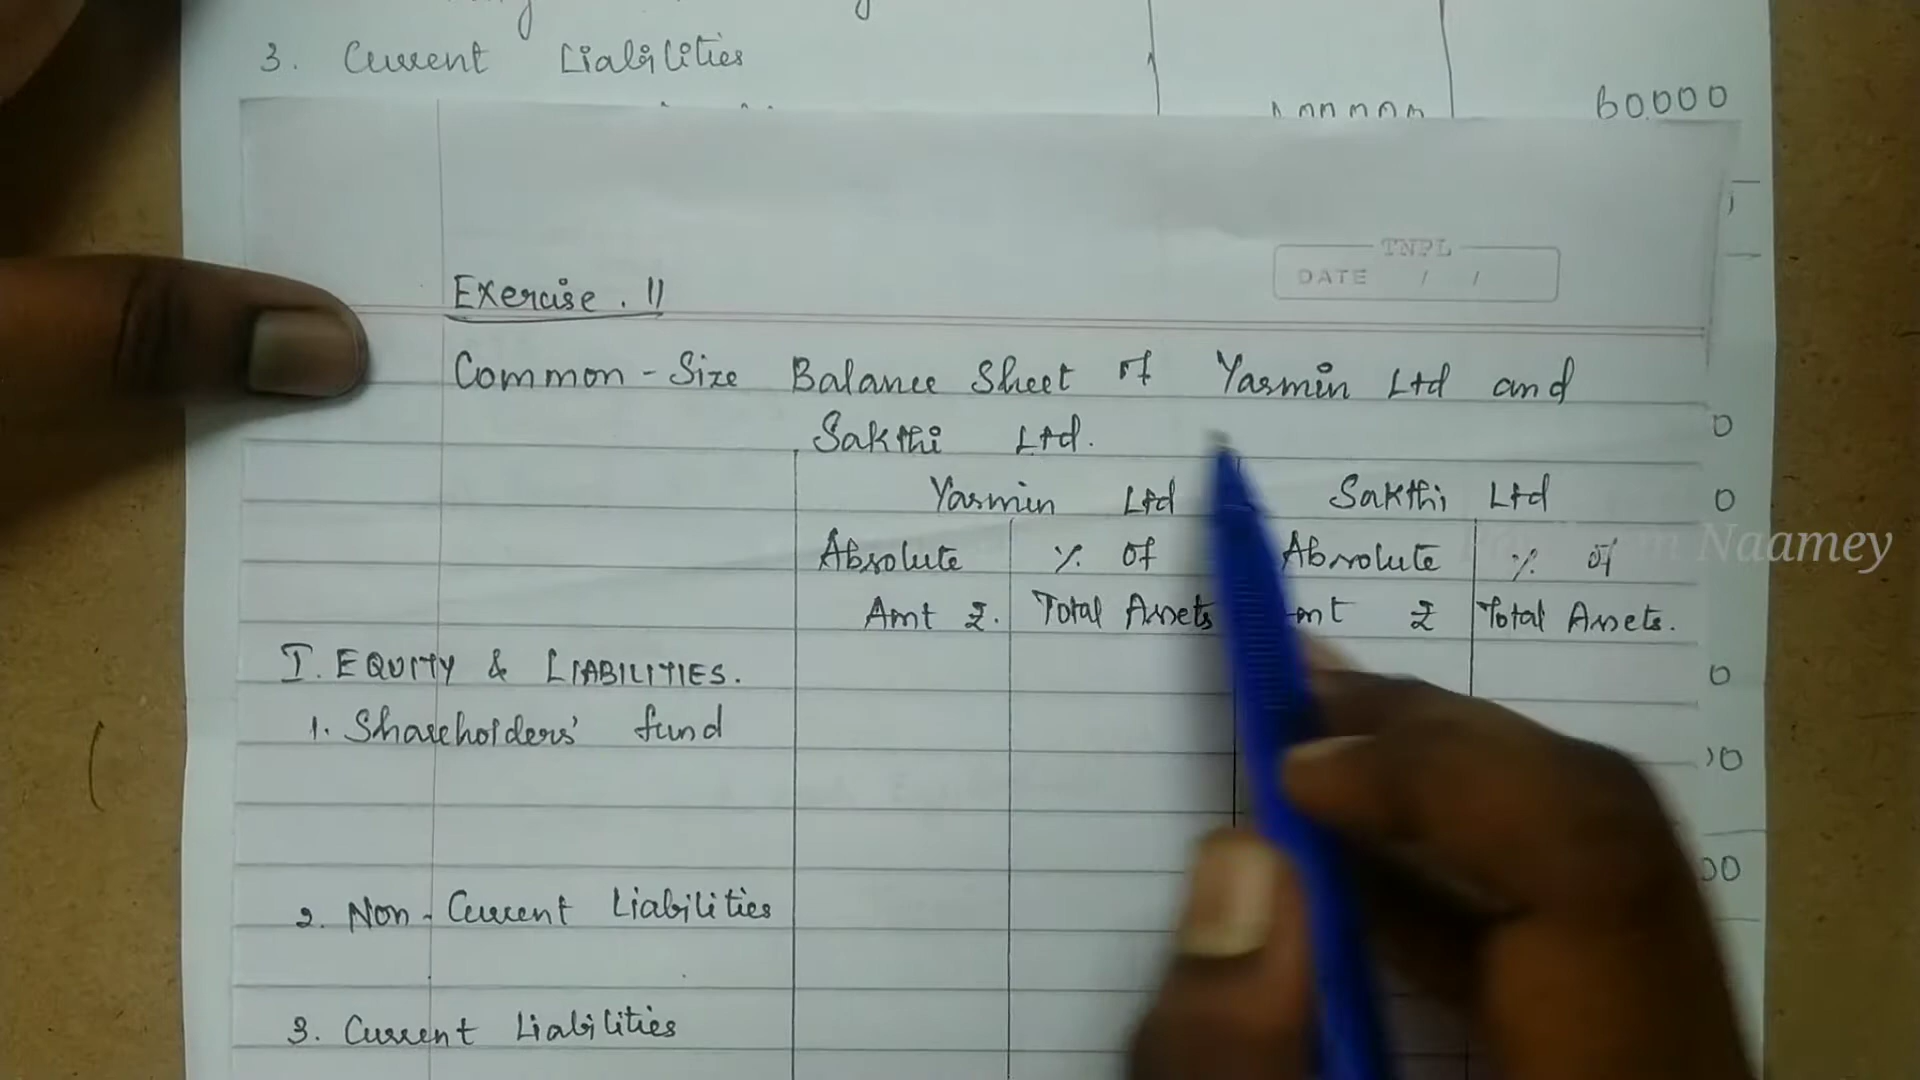 3. Current Liabilities
60000
TNPL
DATE / /
Exercise. 11
Common-Size Balance Sheet of Yasmin Ltd and
Sakthi Ltd.
Yasmin Ltd Sakthi Ltd
Absolute % of Absolute % of
Amt ₹. Total Assets Amt ₹ Total Assets.
Naamey
I. EQUITY & LIABILITIES.
1. Shareholders' fund
2. Non-Current Liabilities
3. Current Liabilities